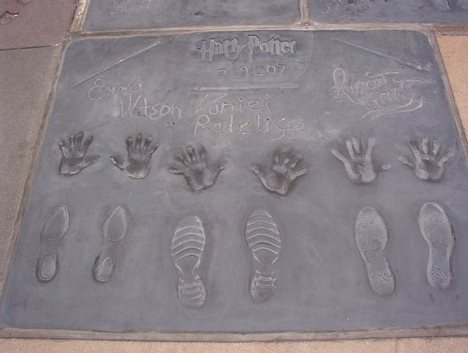 Harry Potter
7-9-07
Emma
Watson
Daniel
Radcliffe
Rupert
Grint